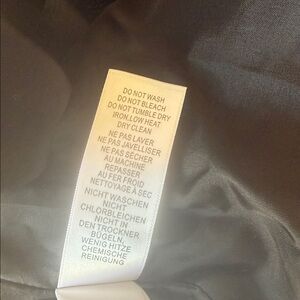 DO NOT WASH
DO NOT BLEACH
DO NOT TUMBLE DRY
IRON,LOW HEAT
DRY CLEAN
NE PAS LAVER
NE PAS JAVELLISER
NE PAS SÉCHER
AU MACHINE
REPASSER
AU FER FROID
NETTOYAGE À SEC
NICHT WASCHEN
NICHT
CHLORBLEICHEN
NICHT IN
DEN TROCKNER
BÜGELN,
WENIG HITZE
CHEMISCHE
REINIGUNG